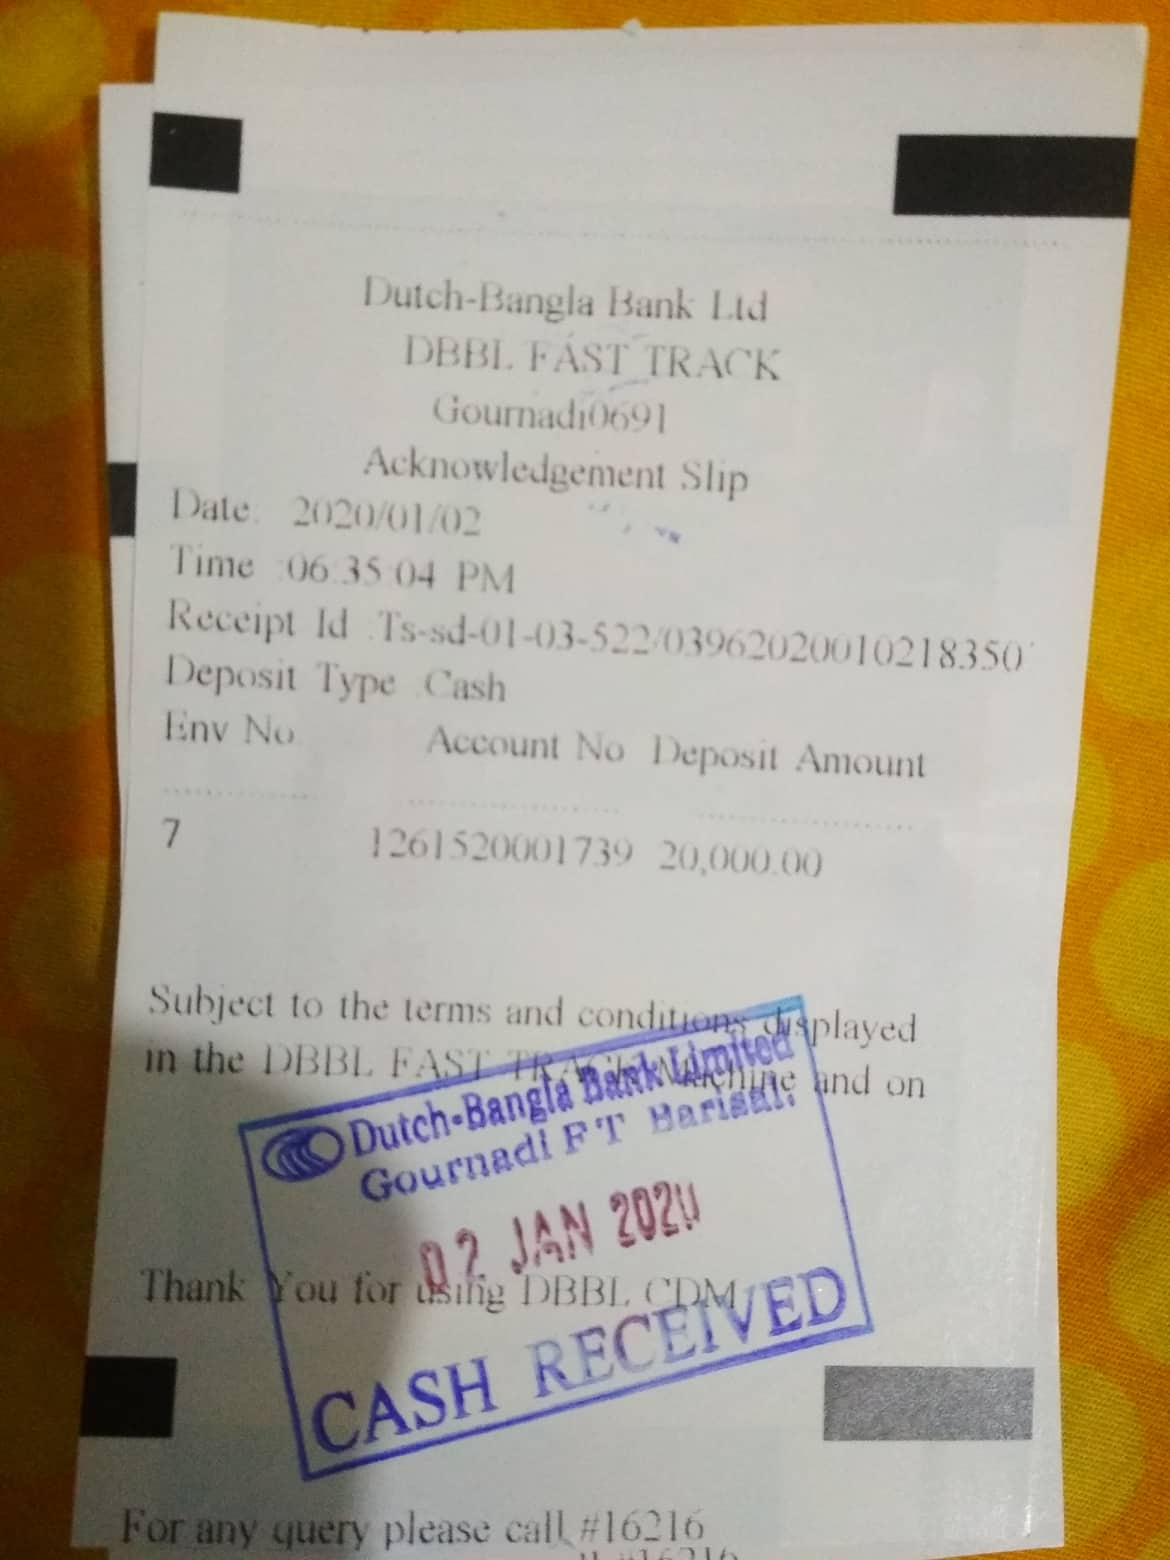 Dutch-Bangla Bank Ltd
DBBL FAST TRACK
Gournadi0691
Acknowledgement Slip
Date: 2020/01/02
Time :06:35:04 PM
Receipt Id :Ts-sd-01-03-522/03962020010218350
Deposit Type :Cash
Env No. Account No Deposit Amount
7 1261520001739 20,000.00
Subject to the terms and conditions displayed
in the DBBL FAST TRACK Machine and on
Dutch-Bangla Bank Limited
Gournadi F T Barisal.
02 JAN 2020
Thank You for using DBBL CDM
CASH RECEIVED
For any query please call #16216
#16216